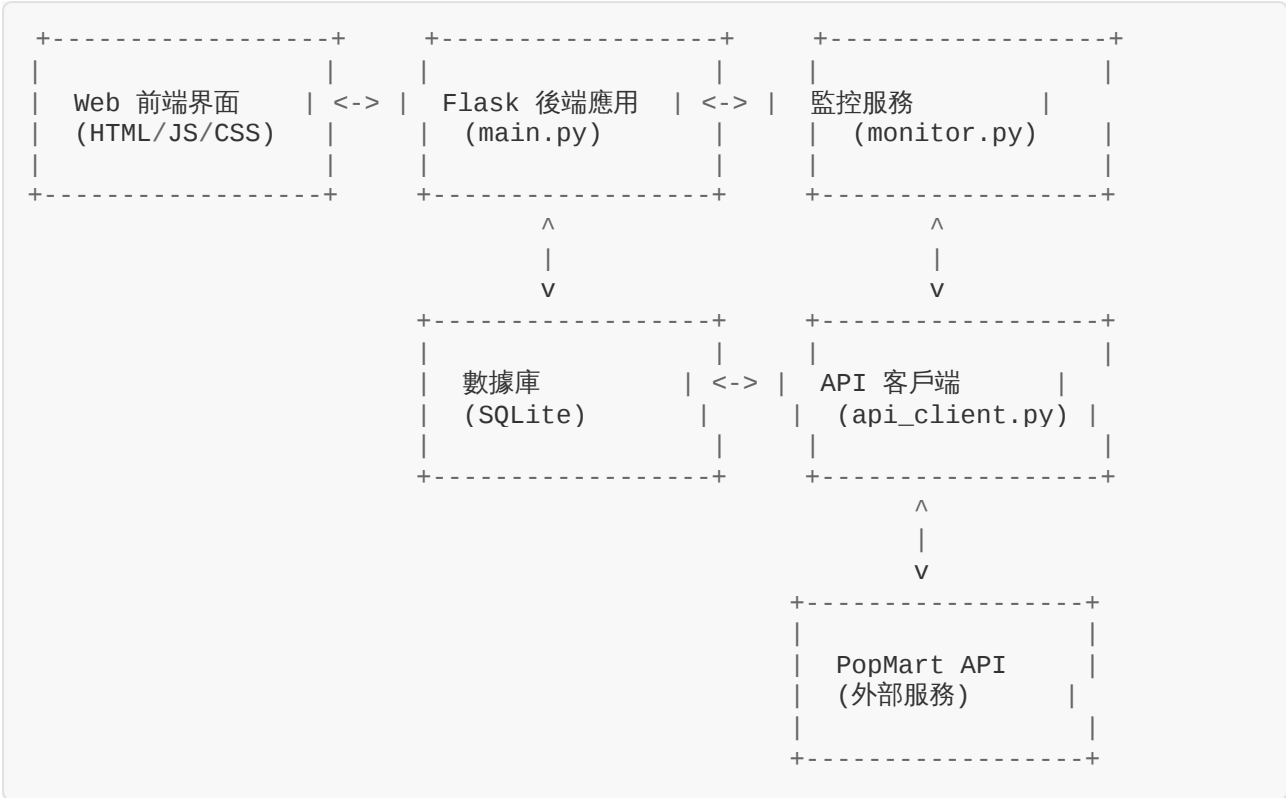 +------------------+     +------------------+     +------------------+
|                  |     |                  |     |                  |
|  Web 前端界面    | <-> |  Flask 後端應用  | <-> |  監控服務        |
|  (HTML/JS/CSS)   |     |  (main.py)       |     |  (monitor.py)    |
|                  |     |                  |     |                  |
+------------------+     +------------------+     +------------------+
                                 ^                        ^
                                 |                        |
                                 v                        v
                         +------------------+     +------------------+
                         |                  |     |                  |
                         |  數據庫         | <-> |  API 客戶端      |
                         |  (SQLite)       |     |  (api_client.py) |
                         |                  |     |                  |
                         +------------------+     +------------------+
                                                         ^
                                                         |
                                                         v
                                                 +------------------+
                                                 |                  |
                                                 |  PopMart API     |
                                                 |  (外部服務)      |
                                                 |                  |
                                                 +------------------+